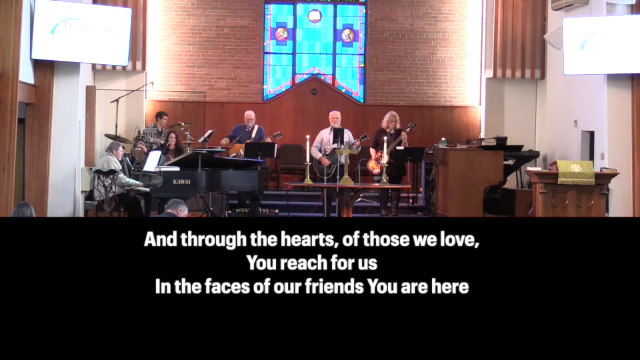 KAWAI
And through the hearts, of those we love,
You reach for us
In the faces of our friends You are here